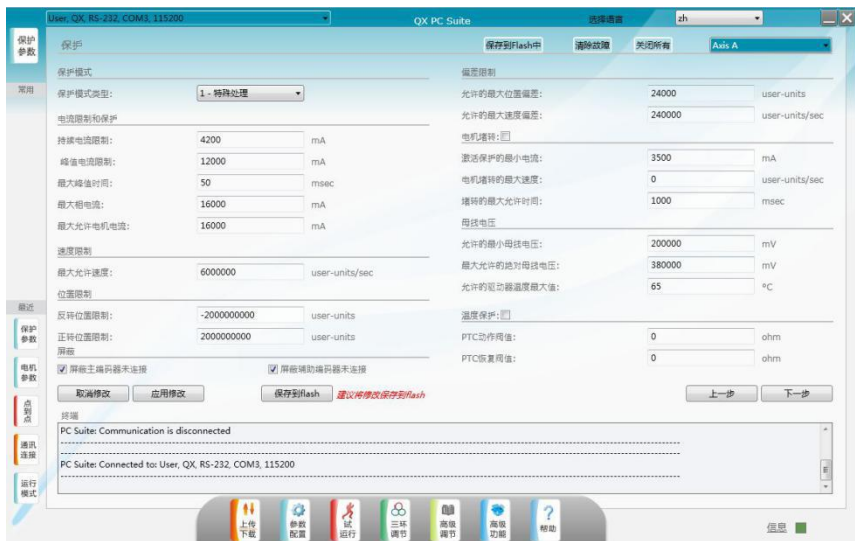 User, QX, RS-232, COM3, 115200
QX PC Suite
选择语言
zh
保护
参数
保护
保存到Flash中
清除故障
关闭所有
Axis A
常用
保护模式
保护模式类型:
1 - 特殊处理
电流限制和保护
持续电流限制:
4200
mA
峰值电流限制:
12000
mA
最大峰值时间:
50
msec
最大相电流:
16000
mA
最大允许电机电流:
16000
mA
速度限制
最大允许速度:
6000000
user-units/sec
位置限制
反转位置限制:
-2000000000
user-units
正转位置限制:
2000000000
user-units
屏蔽
屏蔽主编码器未连接
屏蔽辅助编码器未连接
偏差限制
允许的最大位置偏差:
24000
user-units
允许的最大速度偏差:
240000
user-units/sec
电机堵转:
激活保护的最小电流:
3500
mA
电机堵转的最大速度:
0
user-units/sec
堵转的最大允许时间:
1000
msec
母线电压
允许的最小母线电压:
200000
mV
最大允许的绝对母线电压:
380000
mV
允许的驱动器温度最大值:
65
°C
温度保护:
PTC动作阀值:
0
ohm
PTC恢复阀值:
0
ohm
取消修改
应用修改
保存到flash
建议将修改保存到flash
上一步
下一步
最近
保护
参数
电机
参数
点
到
点
通讯
连接
运行
模式
终端
PC Suite: Communication is disconnected
PC Suite: Connected to: User, QX, RS-232, COM3, 115200
上传
下载
参数
配置
试
运行
三环
调节
高级
调节
高级
功能
帮助
信息